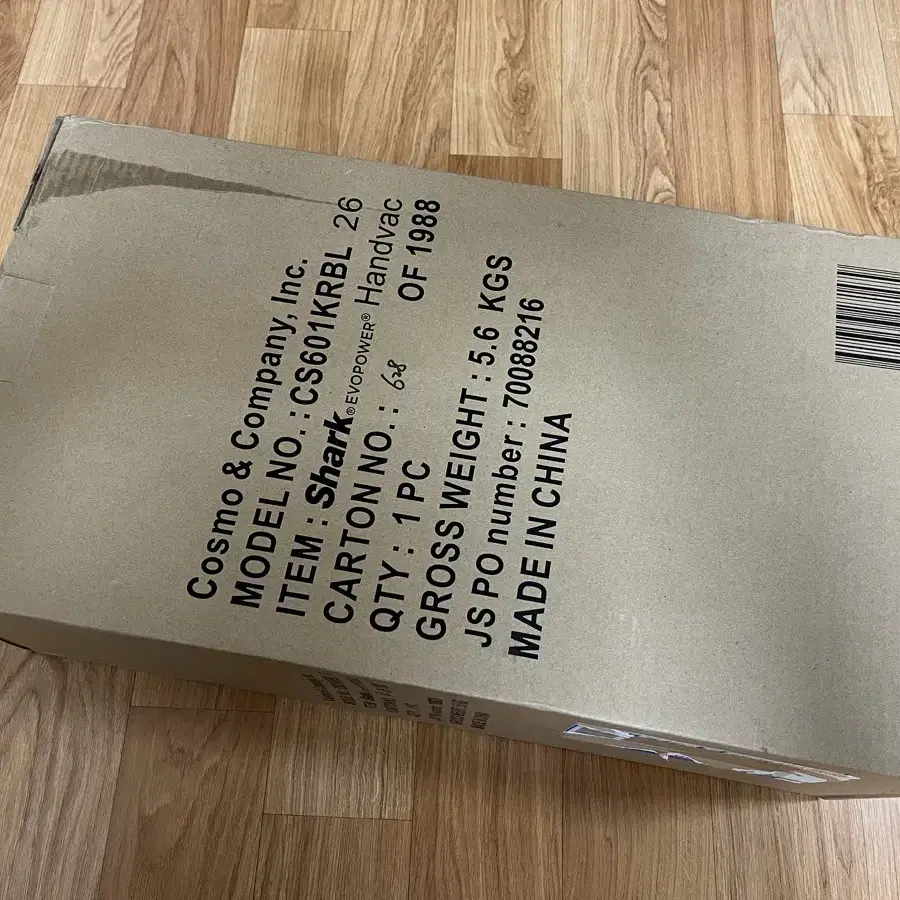 Cosmo & Company, Inc.
MODEL NO.: CS601KRBL 26
ITEM : Shark® EVOPOWER® Handvac
CARTON NO.: 628 OF 1988
QTY : 1 PC
GROSS WEIGHT : 5.6 KGS
JS PO number : 70088216
MADE IN CHINA